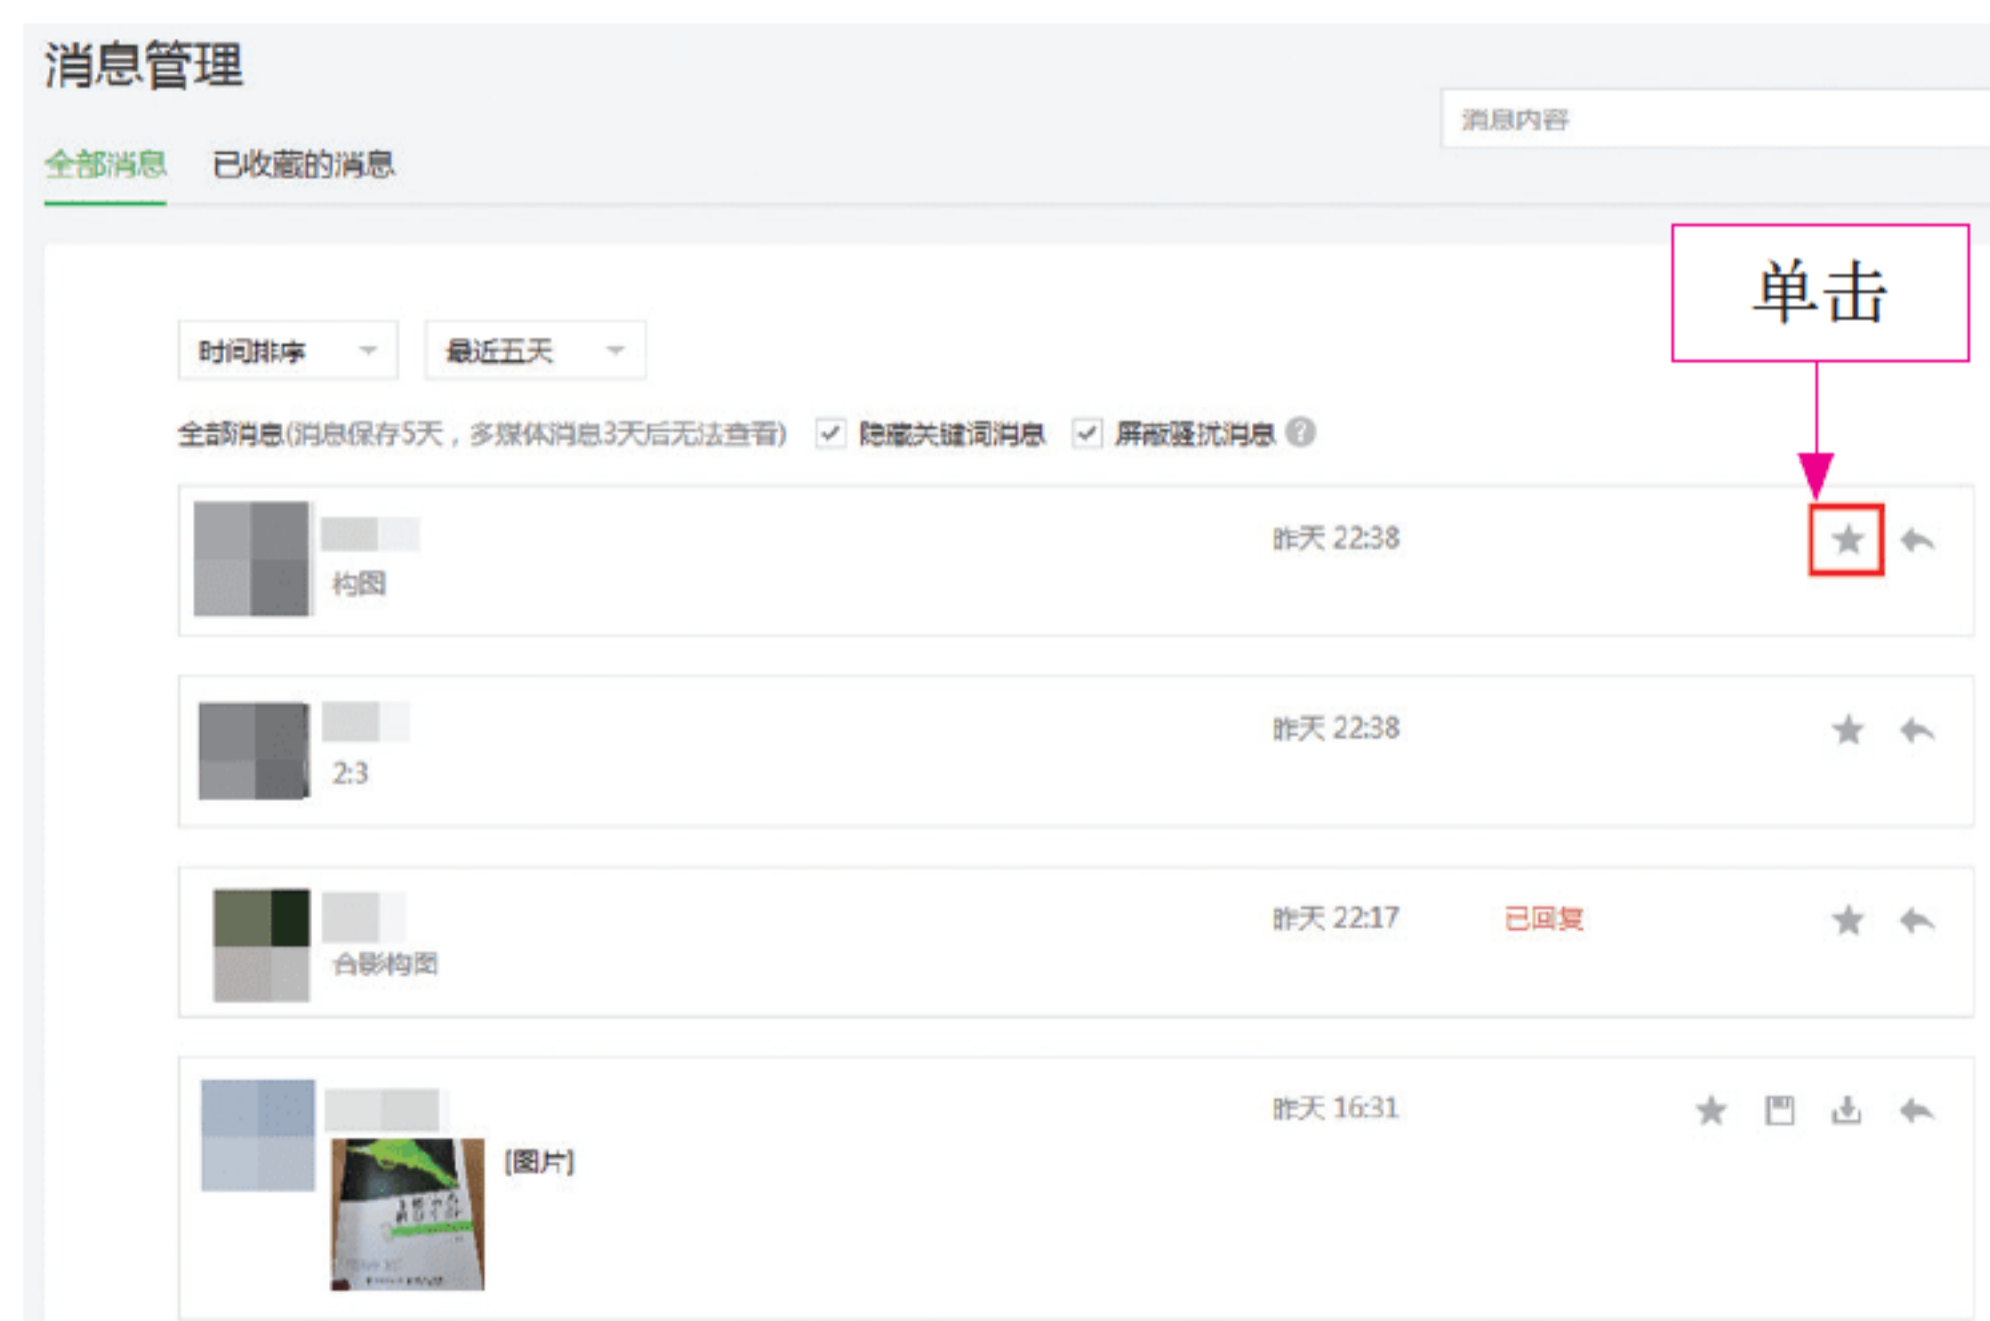 消息管理
消息内容
全部消息 已收藏的消息
单击
时间排序 最近五天
全部消息(消息保存5天，多媒体消息3天后无法查看) 隐藏关键词消息 屏蔽骚扰消息 ?
昨天 22:38
构图
昨天 22:38
2:3
昨天 22:17 已回复
合影构图
昨天 16:31
[图片]